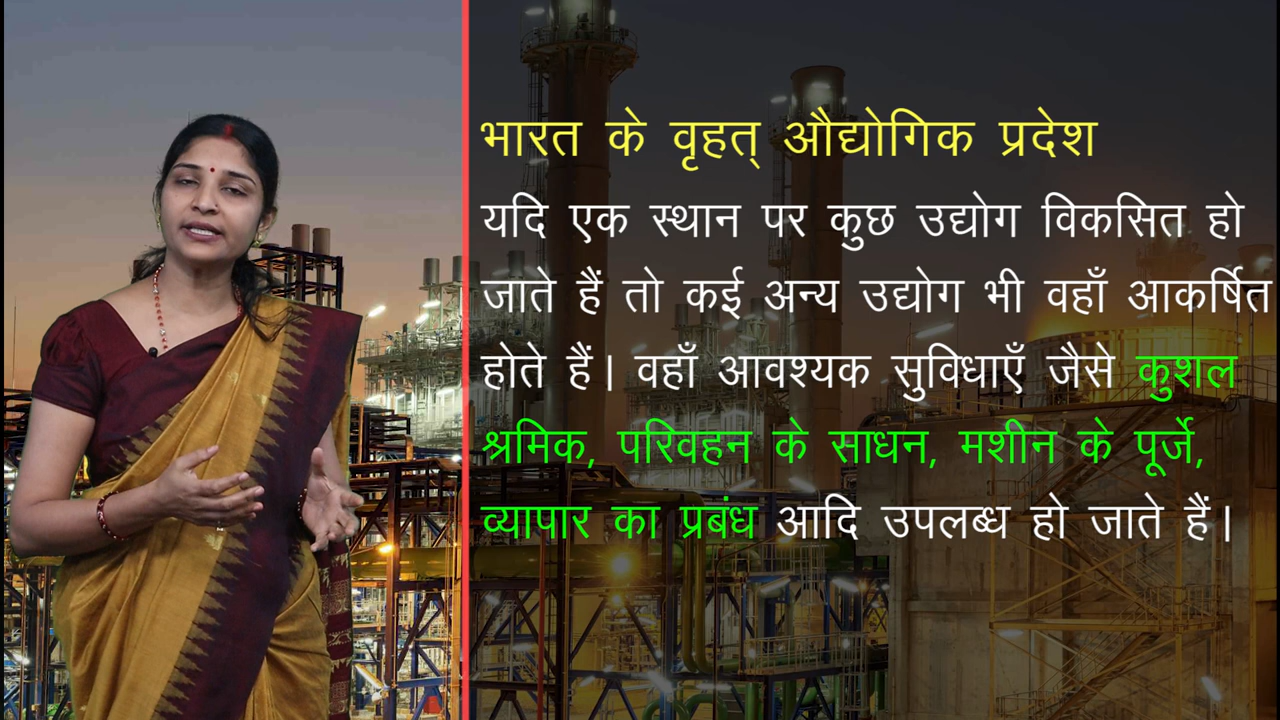 भारत के वृहत् औद्योगिक प्रदेश
यदि एक स्थान पर कुछ उद्योग विकसित हो
जाते हैं तो कई अन्य उद्योग भी वहाँ आकर्षित
होते हैं। वहाँ आवश्यक सुविधाएँ जैसे कुशल
श्रमिक, परिवहन के साधन, मशीन के पूर्जे,
व्यापार का प्रबंध आदि उपलब्ध हो जाते हैं।